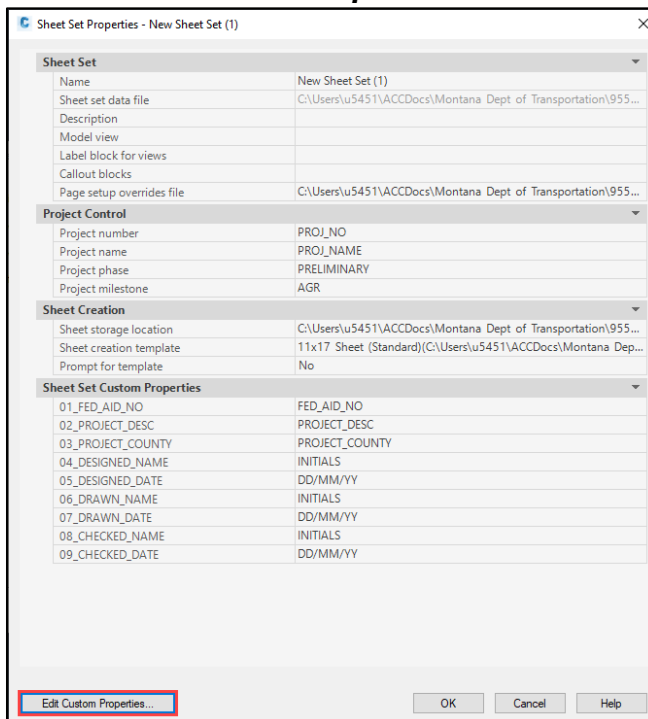 Sheet Set Properties - New Sheet Set (1)
Sheet Set
Name New Sheet Set (1)
Sheet set data file C:\Users\u5451\ACCDocs\Montana Dept of Transportation\955...
Description
Model view
Label block for views
Callout blocks
Page setup overrides file C:\Users\u5451\ACCDocs\Montana Dept of Transportation\955...
Project Control
Project number PROJ_NO
Project name PROJ_NAME
Project phase PRELIMINARY
Project milestone AGR
Sheet Creation
Sheet storage location C:\Users\u5451\ACCDocs\Montana Dept of Transportation\955...
Sheet creation template 11x17 Sheet (Standard)(C:\Users\u5451\ACCDocs\Montana Dep...
Prompt for template No
Sheet Set Custom Properties
01_FED_AID_NO FED_AID_NO
02_PROJECT_DESC PROJECT_DESC
03_PROJECT_COUNTY PROJECT_COUNTY
04_DESIGNED_NAME INITIALS
05_DESIGNED_DATE DD/MM/YY
06_DRAWN_NAME INITIALS
07_DRAWN_DATE DD/MM/YY
08_CHECKED_NAME INITIALS
09_CHECKED_DATE DD/MM/YY
Edit Custom Properties... OK Cancel Help